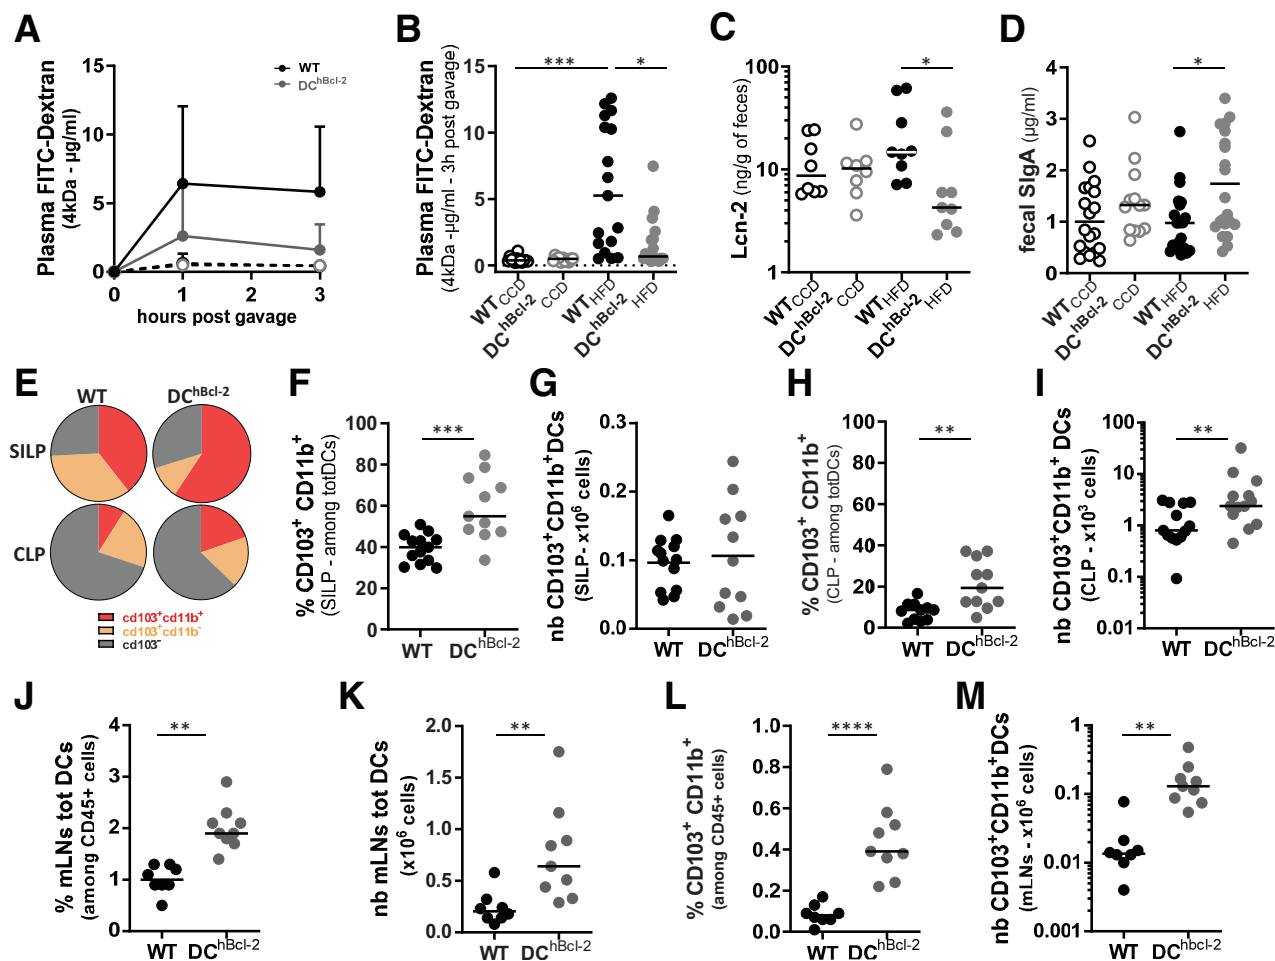 A
Plasma FITC-Dextran
(4kDa - µg/ml)
15
10
5
0
0
1
2
3
hours post gavage
WT
DC^hBcl-2
B
Plasma FITC-Dextran
(4kDa -µg/ml - 3h post gavage)
15
10
5
0
***
*
WT CCD
DC^hBcl-2 CCD
WT HFD
DC^hBcl-2 HFD
C
Lcn-2 (ng/g of feces)
100
10
1
*
WT CCD
DC^hBcl-2 CCD
WT HFD
DC^hBcl-2 HFD
D
fecal SIgA (µg/ml)
4
3
2
1
0
*
WT CCD
DC^hBcl-2 CCD
WT HFD
DC^hBcl-2 HFD
E
WT
DC^hBcl-2
SILP
CLP
cd103⁺cd11b⁺
cd103⁺cd11b⁻
cd103⁻
F
% CD103⁺ CD11b⁺
(SILP - among totDCs)
100
80
60
40
20
0
***
WT DC^hBcl-2
G
nb CD103⁺CD11b⁺DCs
(SILP- x10⁶ cells)
0.3
0.2
0.1
0.0
WT DC^hBcl-2
H
% CD103⁺ CD11b⁺
(CLP - among totDCs)
100
80
60
40
20
0
**
WT DC^hBcl-2
I
nb CD103⁺CD11b⁺ DCs
(CLP - x10³ cells)
100
10
1
0.1
0.01
**
WT DC^hBcl-2
J
% mLNs tot DCs
(among CD45+ cells)
4
3
2
1
0
**
WT DC^hBcl-2
K
nb mLNs tot DCs
(x10⁶ cells)
2.0
1.5
1.0
0.5
0.0
**
WT DC^hBcl-2
L
% CD103⁺ CD11b⁺
(among CD45+ cells)
1.0
0.8
0.6
0.4
0.2
0.0
****
WT DC^hBcl-2
M
nb CD103⁺CD11b⁺DCs
(mLNs - x10⁶ cells)
1
0.1
0.01
0.001
**
WT DC^hbcl-2